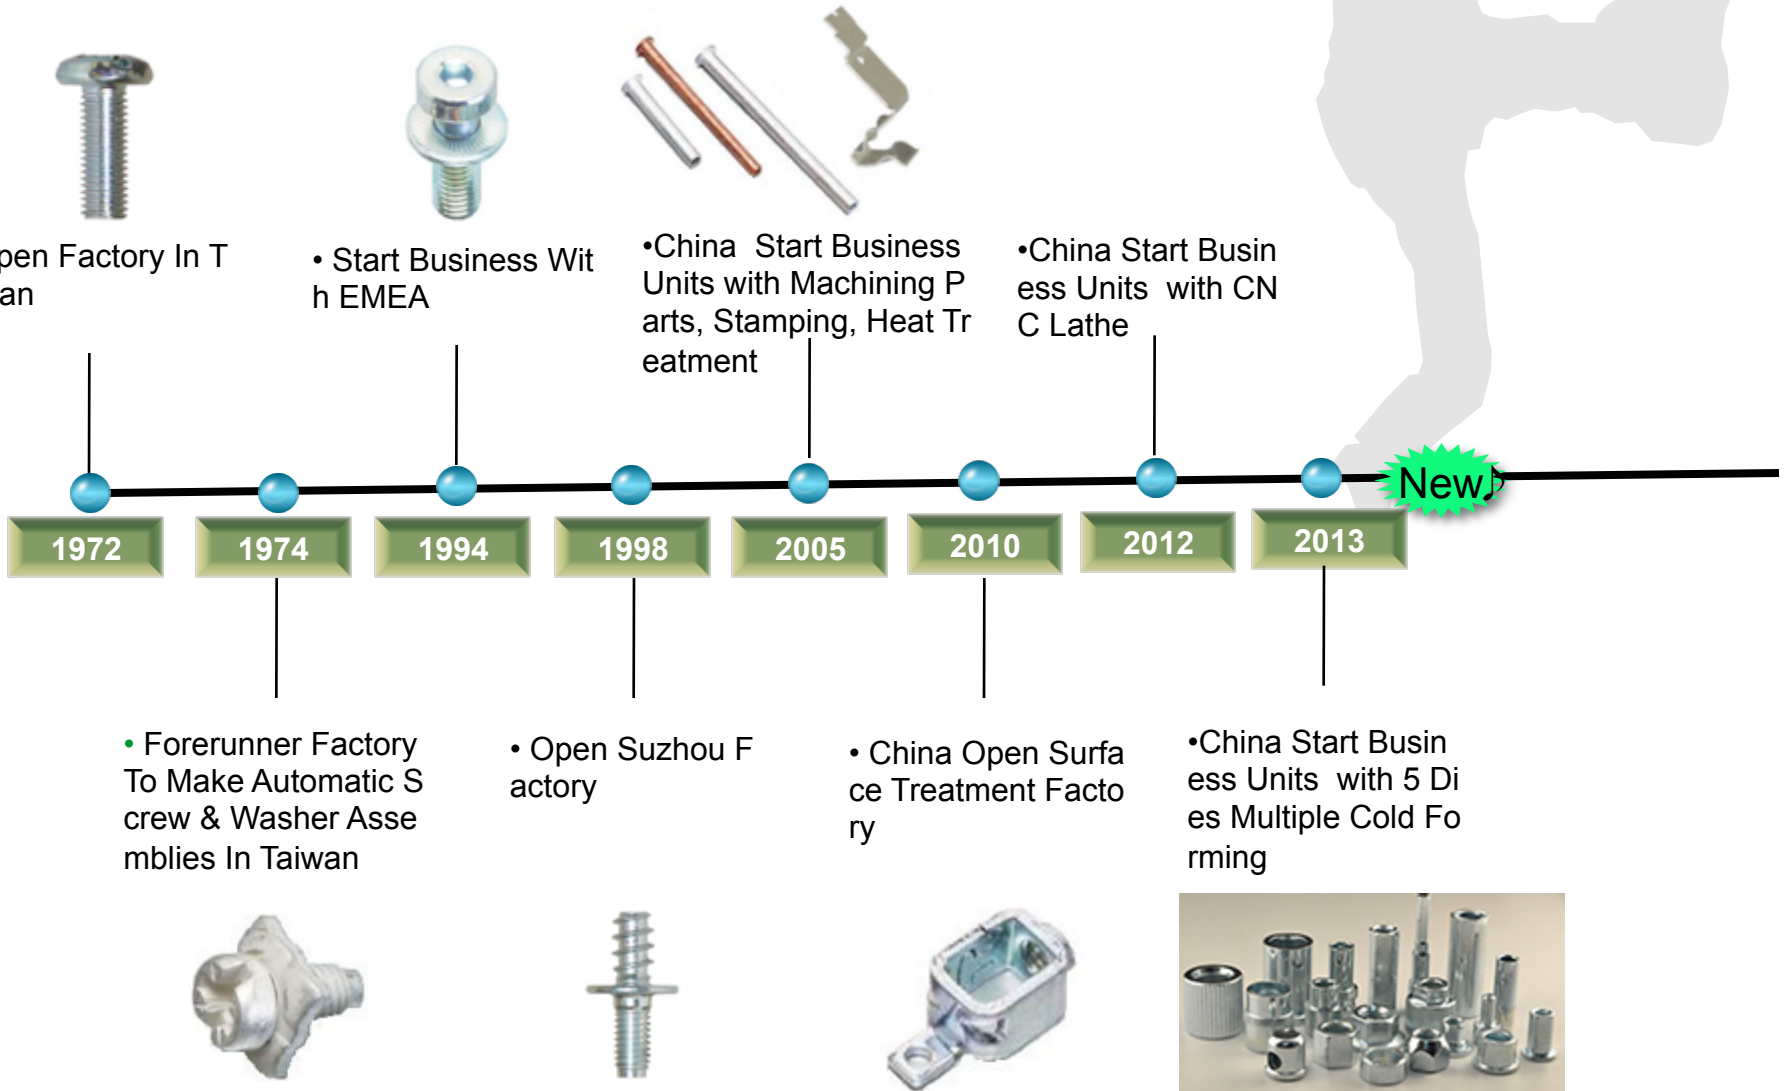 pen Factory In T
an
• Start Business Wit
h EMEA
•China  Start Business
Units with Machining P
arts, Stamping, Heat Tr
eatment
•China Start Busin
ess Units  with CN
C Lathe
New♪
1972
1974
1994
1998
2005
2010
2012
2013
• Forerunner Factory
To Make Automatic S
crew & Washer Asse
mblies In Taiwan
• Open Suzhou F
actory
• China Open Surfa
ce Treatment Facto
ry
•China Start Busin
ess Units  with 5 Di
es Multiple Cold Fo
rming